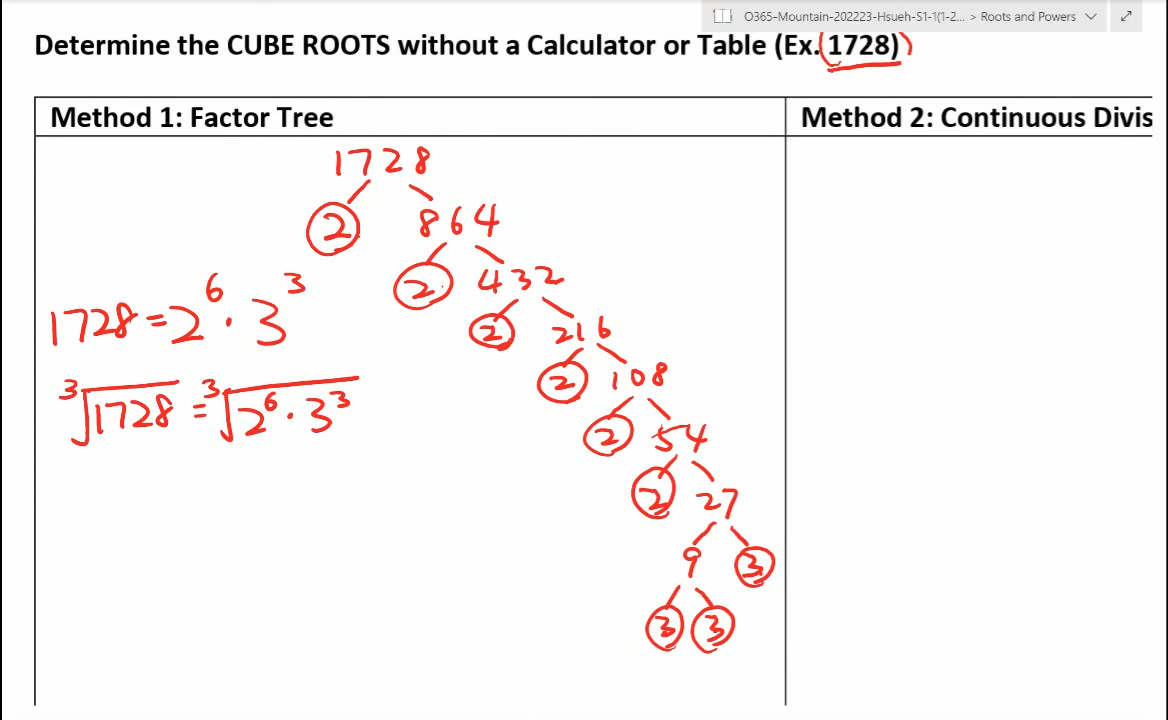 O365-Mountain-202223-Hsueh-S1-1(1-2... > Roots and Powers
Determine the CUBE ROOTS without a Calculator or Table (Ex. 1728)
Method 1: Factor Tree
Method 2: Continuous Divis
1728
2 864
2 432
2 216
2 108
2 54
2 27
9 3
3 3
1728 = 2⁶ · 3³
∛1728 = ∛2⁶ · 3³